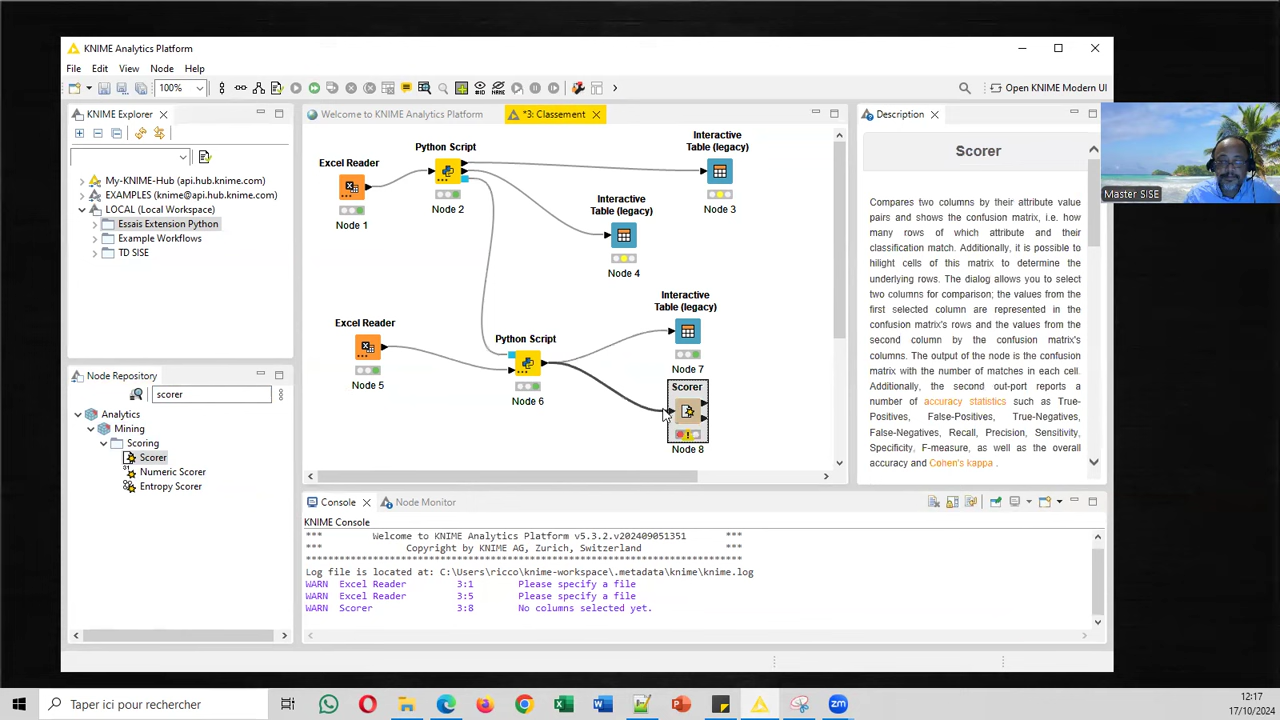 KNIME Analytics Platform
File Edit View Node Help
100%
Open KNIME Modern UI
KNIME Explorer
My-KNIME-Hub (api.hub.knime.com)
EXAMPLES (knime@api.hub.knime.com)
LOCAL (Local Workspace)
Essais Extension Python
Example Workflows
TD SISE
Node Repository
scorer
Analytics
Mining
Scoring
Scorer
Numeric Scorer
Entropy Scorer
Welcome to KNIME Analytics Platform
*3: Classement
Excel Reader
Node 1
Python Script
Node 2
Interactive
Table (legacy)
Node 3
Interactive
Table (legacy)
Node 4
Excel Reader
Node 5
Python Script
Node 6
Interactive
Table (legacy)
Node 7
Scorer
Node 8
Description
Scorer
Compares two columns by their attribute value
pairs and shows the confusion matrix, i.e. how
many rows of which attribute and their
classification match. Additionally, it is possible to
hilight cells of this matrix to determine the
underlying rows. The dialog allows you to select
two columns for comparison; the values from the
first selected column are represented in the
confusion matrix's rows and the values from the
second column by the confusion matrix's
columns. The output of the node is the confusion
matrix with the number of matches in each cell.
Additionally, the second out-port reports a
number of accuracy statistics such as True-
Positives, False-Positives, True-Negatives,
False-Negatives, Recall, Precision, Sensitivity,
Specificity, F-measure, as well as the overall
accuracy and Cohen's kappa .
Master SISE
Console
Node Monitor
KNIME Console
*** Welcome to KNIME Analytics Platform v5.3.2.v202409051351 ***
*** Copyright by KNIME AG, Zurich, Switzerland ***
**********************************************************************
Log file is located at: C:\Users\ricco\knime-workspace\.metadata\knime\knime.log
WARN Excel Reader 3:1 Please specify a file
WARN Excel Reader 3:5 Please specify a file
WARN Scorer 3:8 No columns selected yet.
Taper ici pour rechercher
12:17
17/10/2024